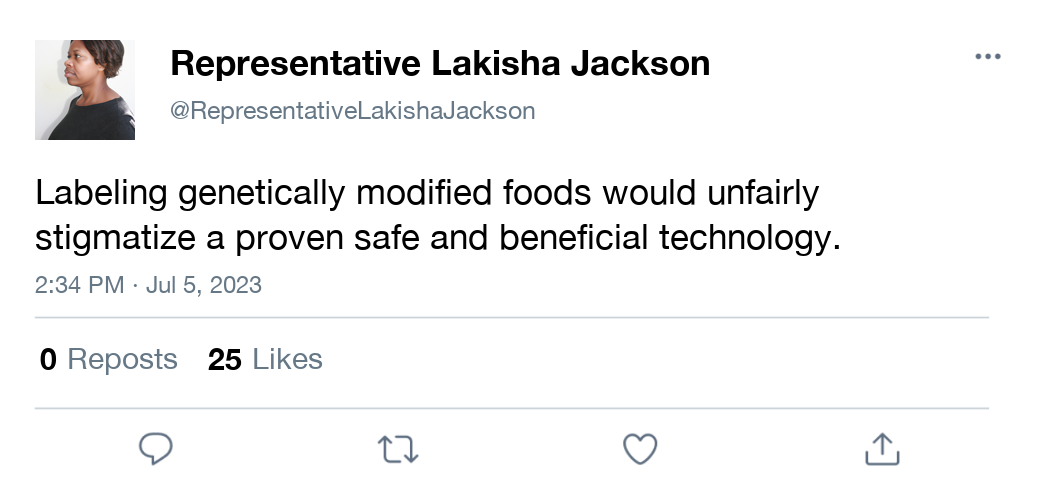 Representative Lakisha Jackson
@RepresentativeLakishaJackson
Labeling genetically modified foods would unfairly
stigmatize a proven safe and beneficial technology.
2:34 PM · Jul 5, 2023
0 Reposts 25 Likes